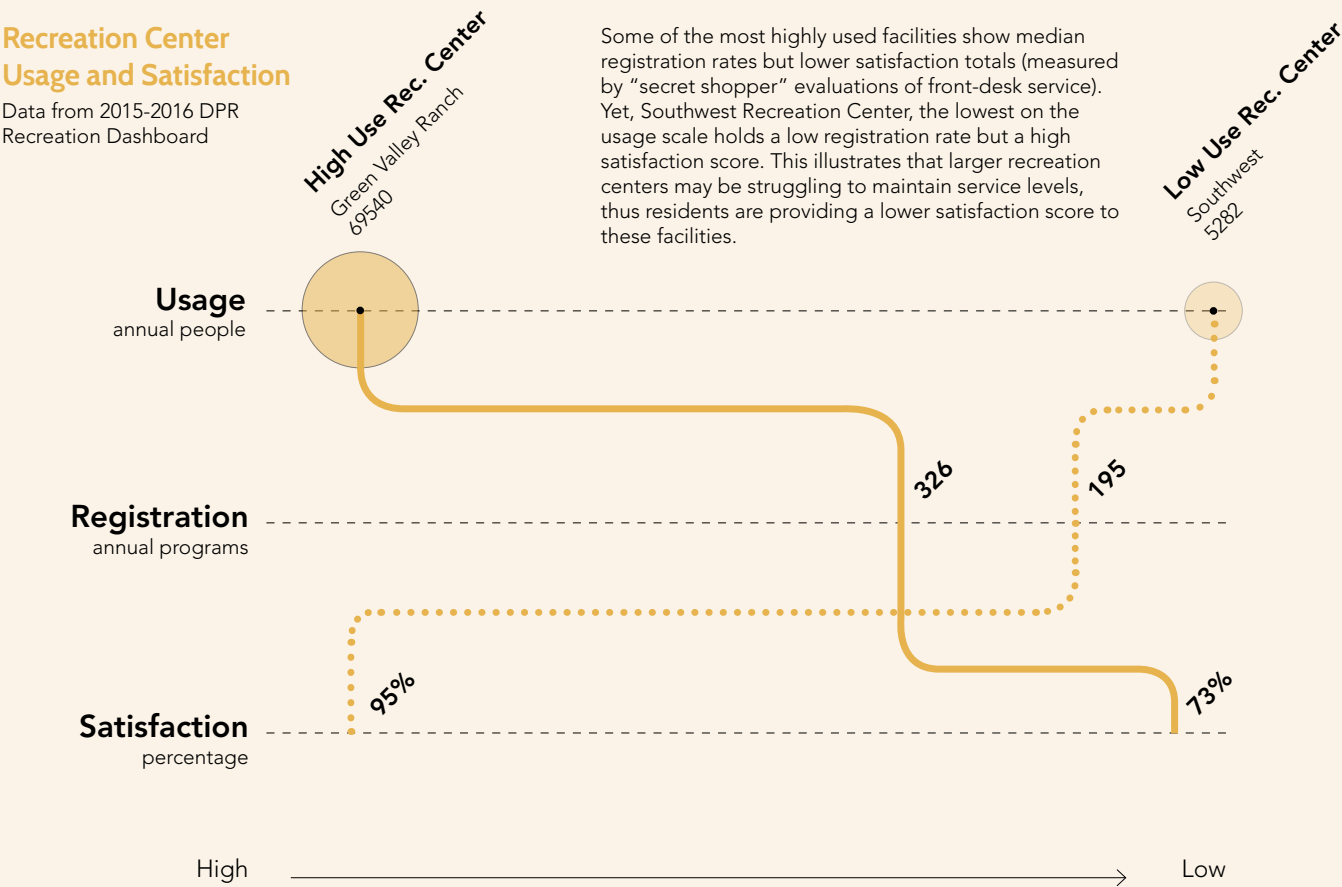 Recreation Center
Usage and Satisfaction
Data from 2015-2016 DPR
Recreation Dashboard
High Use Rec. Center
Green Valley Ranch
69540
Some of the most highly used facilities show median
registration rates but lower satisfaction totals (measured
by “secret shopper” evaluations of front-desk service).
Yet, Southwest Recreation Center, the lowest on the
usage scale holds a low registration rate but a high
satisfaction score. This illustrates that larger recreation
centers may be struggling to maintain service levels,
thus residents are providing a lower satisfaction score to
these facilities.
Low Use Rec. Center
Southwest
5282
Usage
annual people
326
195
Registration
annual programs
95%
73%
Satisfaction
percentage
High
Low